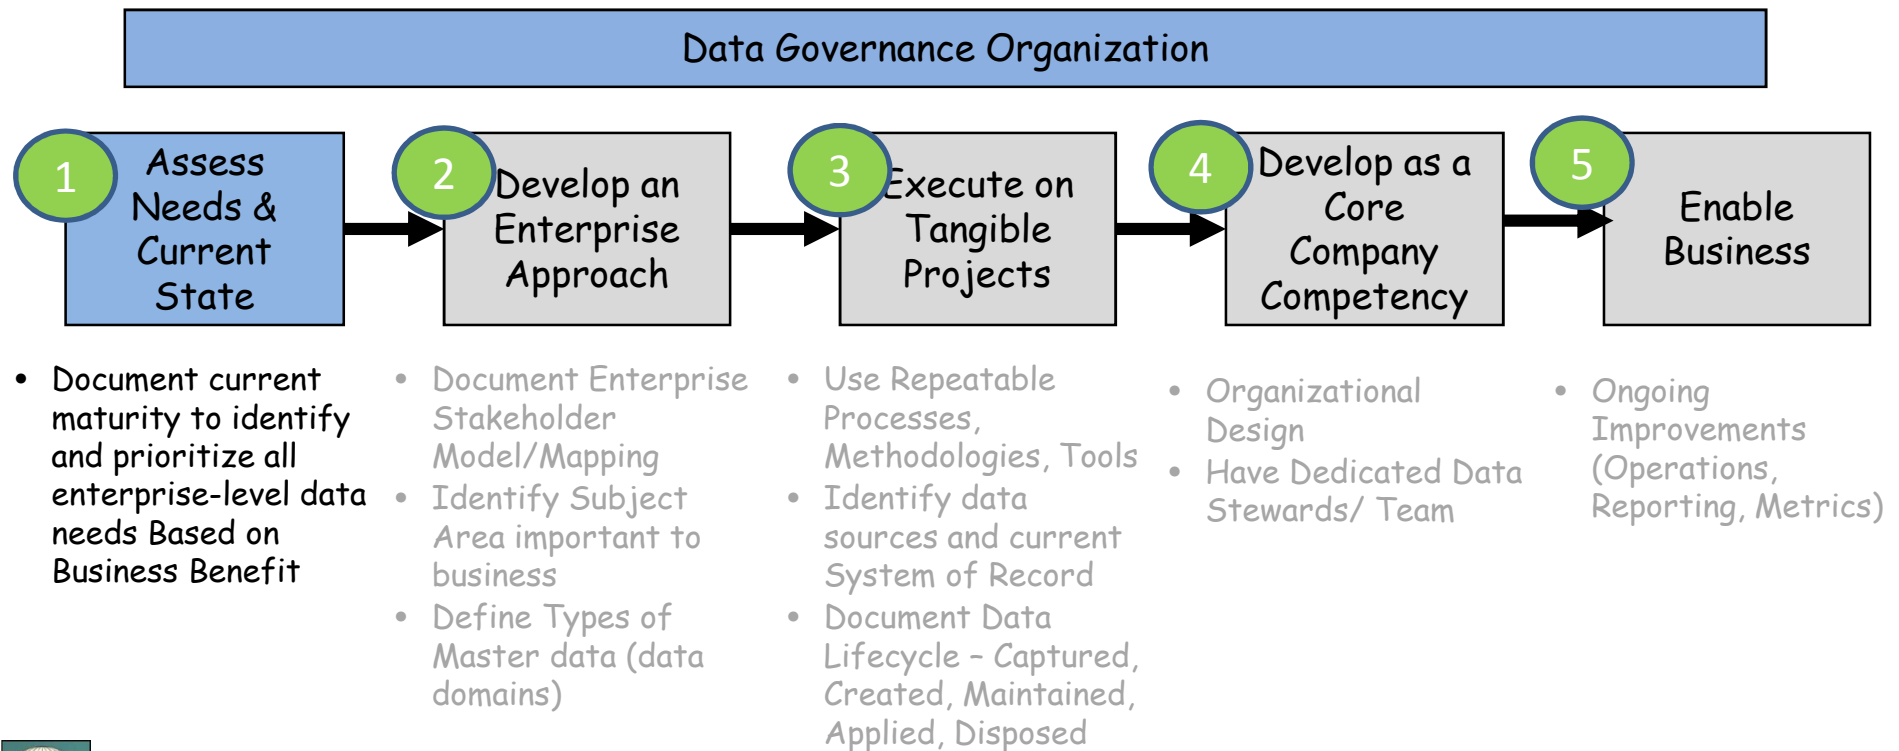 Data Governance Organization
1
Assess
Needs &
Current
State
2
Develop an
Enterprise
Approach
3
Execute on
Tangible
Projects
4
Develop as a
Core
Company
Competency
5
Enable
Business
• Document current
maturity to identify
and prioritize all
enterprise-level data
needs Based on
Business Benefit
• Document Enterprise
Stakeholder
Model/Mapping
• Identify Subject
Area important to
business
• Define Types of
Master data (data
domains)
• Use Repeatable
Processes,
Methodologies, Tools
• Identify data
sources and current
System of Record
• Document Data
Lifecycle – Captured,
Created, Maintained,
Applied, Disposed
• Organizational
Design
• Have Dedicated Data
Stewards/ Team
• Ongoing
Improvements
(Operations,
Reporting, Metrics)